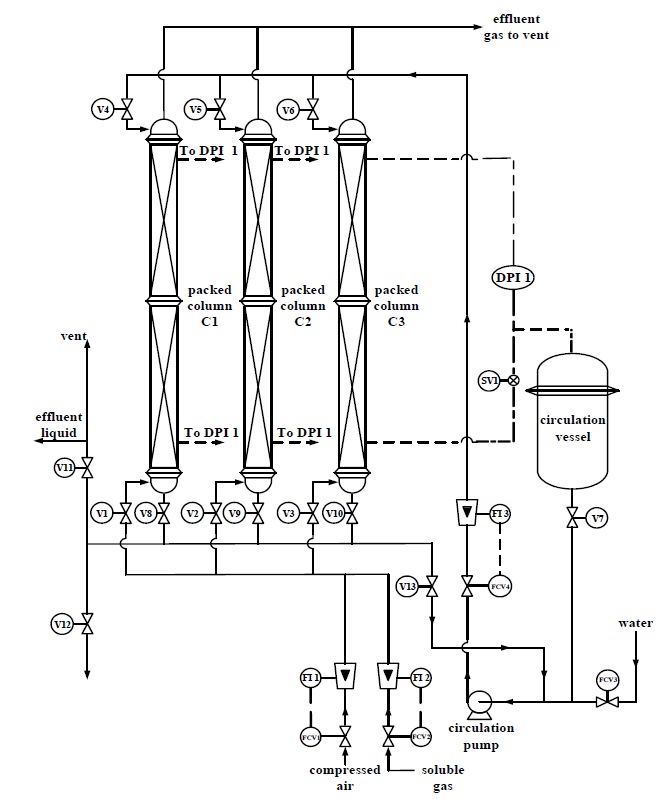 effluent
gas to vent
V4
V5
V6
To DPI 1
To DPI 1
DPI 1
packed
column
C1
packed
column
C2
packed
column
C3
vent
SV1
effluent
liquid
circulation
vessel
To DPI 1
To DPI 1
V11
V1
V8
V2
V9
V3
V10
FI 3
V7
V13
FCV4
V12
water
FI 1
FI 2
FCV3
circulation
pump
FCV1
FCV2
compressed
air
soluble
gas